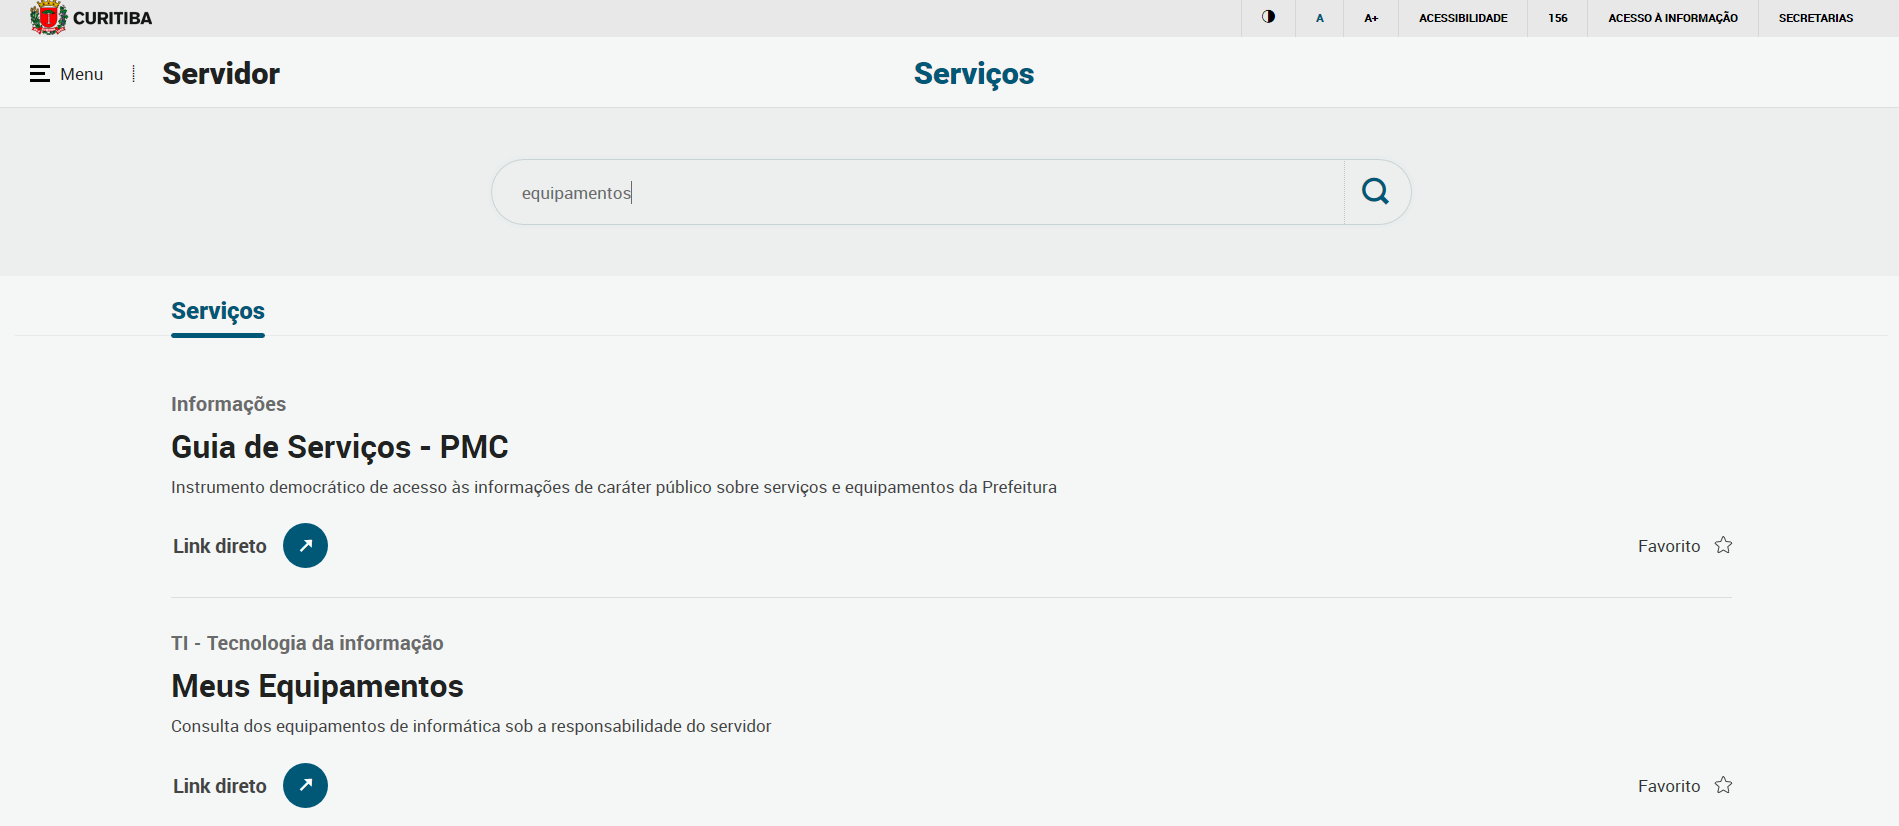 CURITIBA
A
A+
ACESSIBILIDADE
156
ACESSO À INFORMAÇÃO
SECRETARIAS
Menu
Servidor
Serviços
equipamentos
Serviços
Informações
Guia de Serviços - PMC
Instrumento democrático de acesso às informações de caráter público sobre serviços e equipamentos da Prefeitura
Link direto
Favorito
TI - Tecnologia da informação
Meus Equipamentos
Consulta dos equipamentos de informática sob a responsabilidade do servidor
Link direto
Favorito